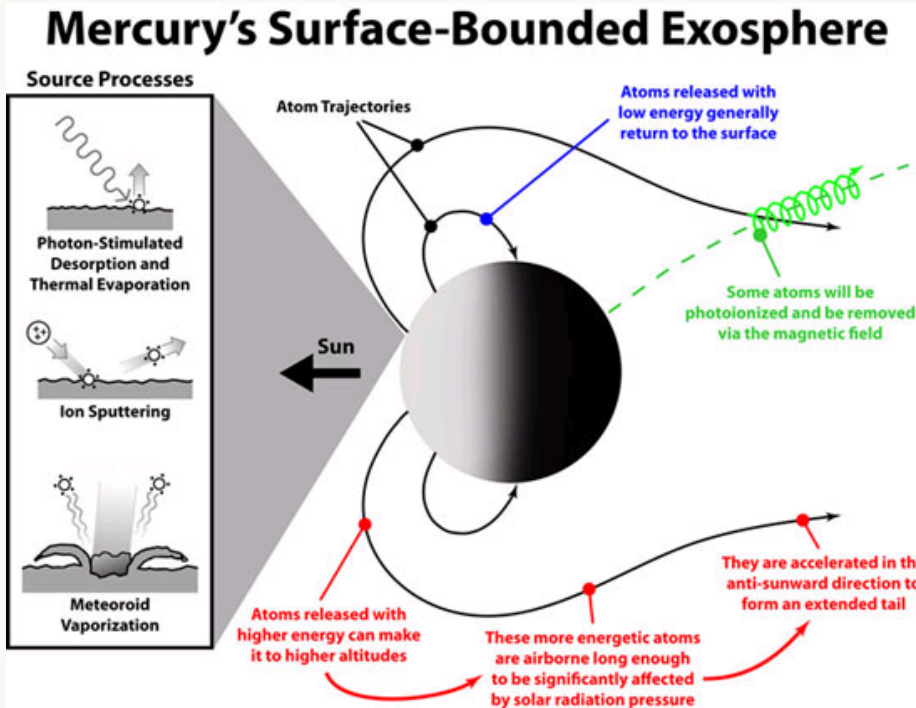 Mercury's Surface-Bounded Exosphere
Source Processes
Photon-Stimulated
Desorption and
Thermal Evaporation
Ion Sputtering
Meteoroid
Vaporization
Atom Trajectories
Atoms released with
low energy generally
return to the surface
Some atoms will be
photoionized and be removed
via the magnetic field
Sun
Atoms released with
higher energy can make
it to higher altitudes
These more energetic atoms
are airborne long enough
to be significantly affected
by solar radiation pressure
They are accelerated in the
anti-sunward direction to
form an extended tail